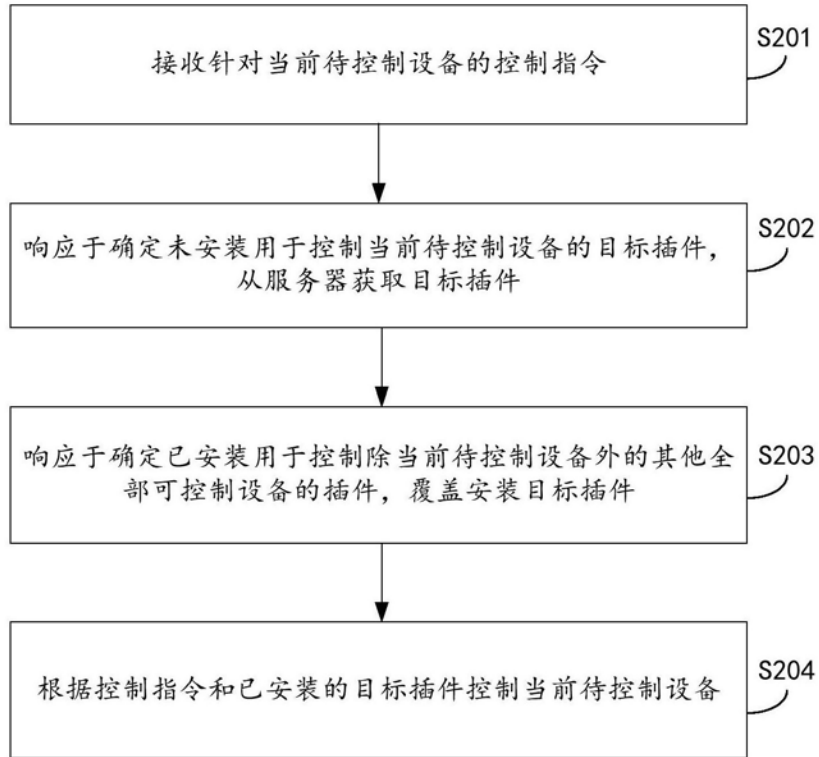 接收针对当前待控制设备的控制指令
S201
响应于确定未安装用于控制当前待控制设备的目标插件，
从服务器获取目标插件
S202
响应于确定已安装用于控制除当前待控制设备外的其他全
部可控制设备的插件，覆盖安装目标插件
S203
根据控制指令和已安装的目标插件控制当前待控制设备
S204